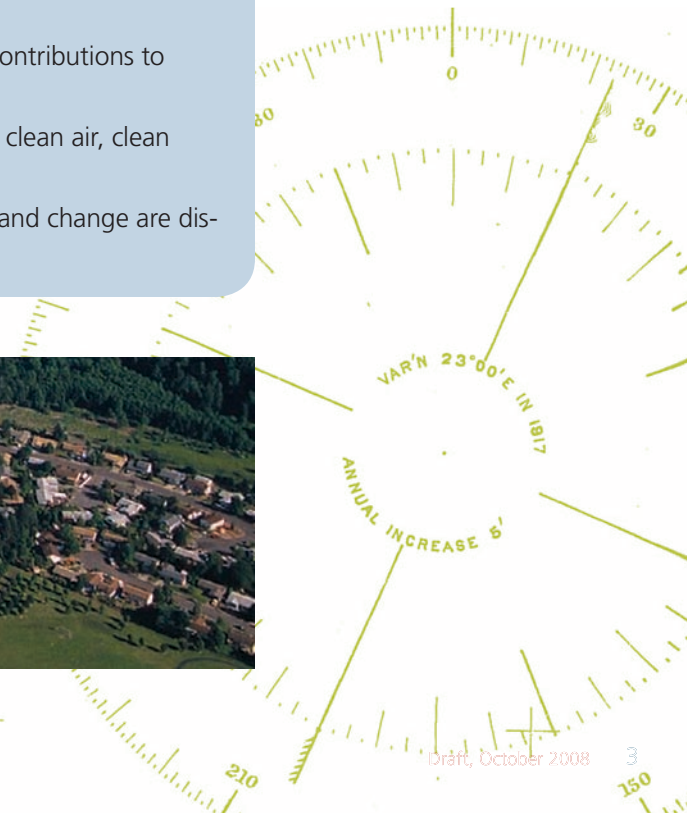 ontributions to
clean air, clean
and change are dis-
0
30
30
VAR'N 23°00'E IN 1917
ANNUAL INCREASE 5'
Draft, October 2008 3
210
150